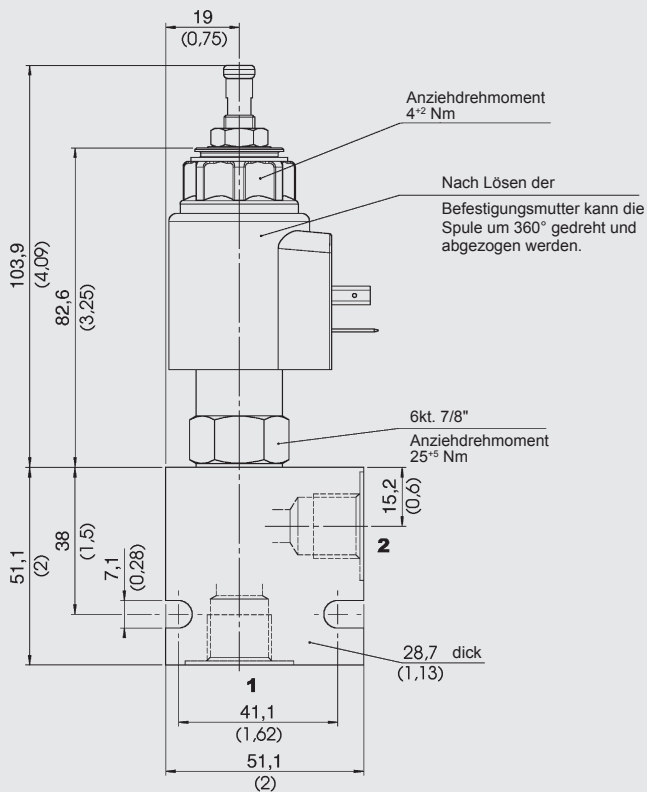 19
(0,75)
Anziehdrehmoment
4⁺² Nm
Nach Lösen der
Befestigungsmutter kann die
Spule um 360° gedreht und
abgezogen werden.
103,9
(4,09)
82,6
(3,25)
6kt. 7/8"
Anziehdrehmoment
25⁺⁵ Nm
15,2
(0,6)
2
51,1
(2)
38
(1,5)
7,1
(0,28)
28,7 dick
(1,13)
1
41,1
(1,62)
51,1
(2)